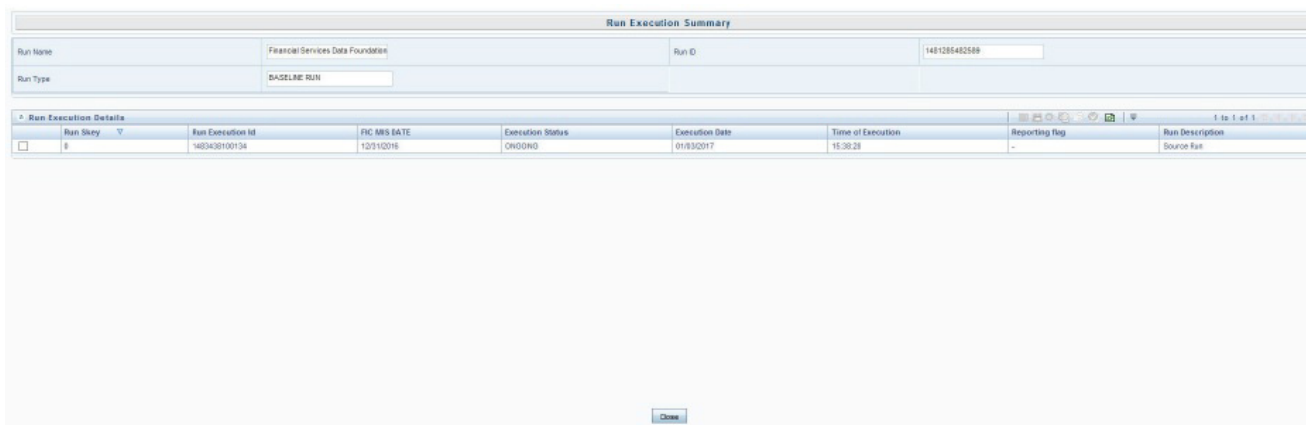 Run Execution Summary
Run Name Financial Services Data Foundation Run ID 1481285482589
Run Type BASELINE RUN
Run Execution Details 1 to 1 of 1
Run Skey Run Execution Id FIC MIS DATE Execution Status Execution Date Time of Execution Reporting flag Run Description
8 1483438100134 12/31/2016 ONGOING 01/03/2017 15:38:28 - Source Run
Close